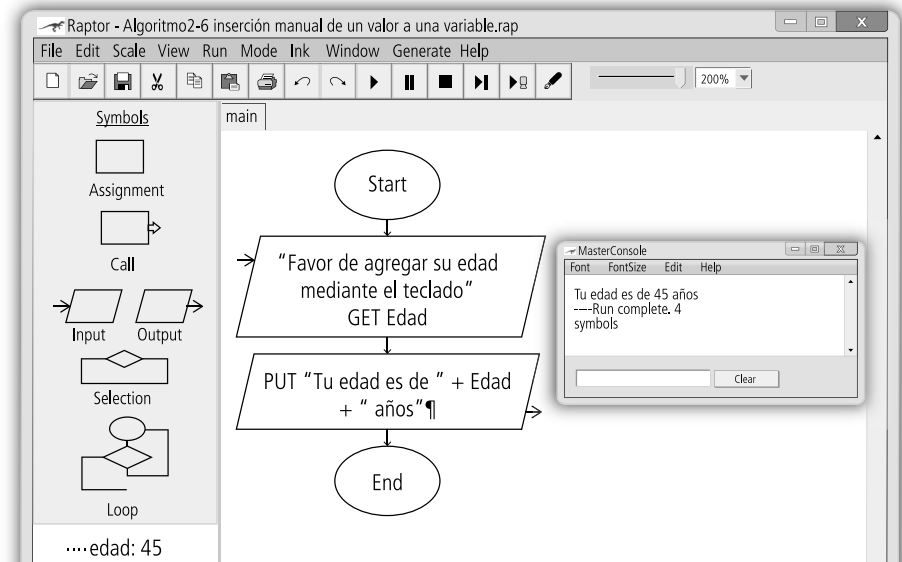 Raptor - Algoritmo2-6 inserción manual de un valor a una variable.rap
File Edit Scale View Run Mode Ink Window Generate Help
200%
Symbols
Assignment
Call
Input Output
Selection
Loop
edad: 45
main
Start
“Favor de agregar su edad
mediante el teclado”
GET Edad
PUT “Tu edad es de ” + Edad
+ “ años”¶
End
MasterConsole
Font FontSize Edit Help
Tu edad es de 45 años
----Run complete. 4
symbols
Clear